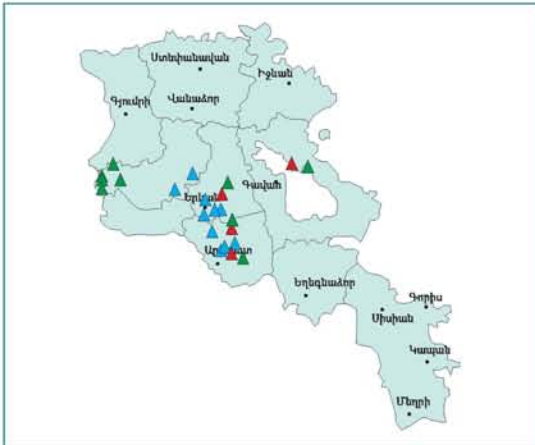 Ստեփանավան
Իջևան
Գյումրի
Վանաձոր
Գավառ
Եղեգնաձոր
Գորիս
Սիսիան
Կապան
Մեղրի